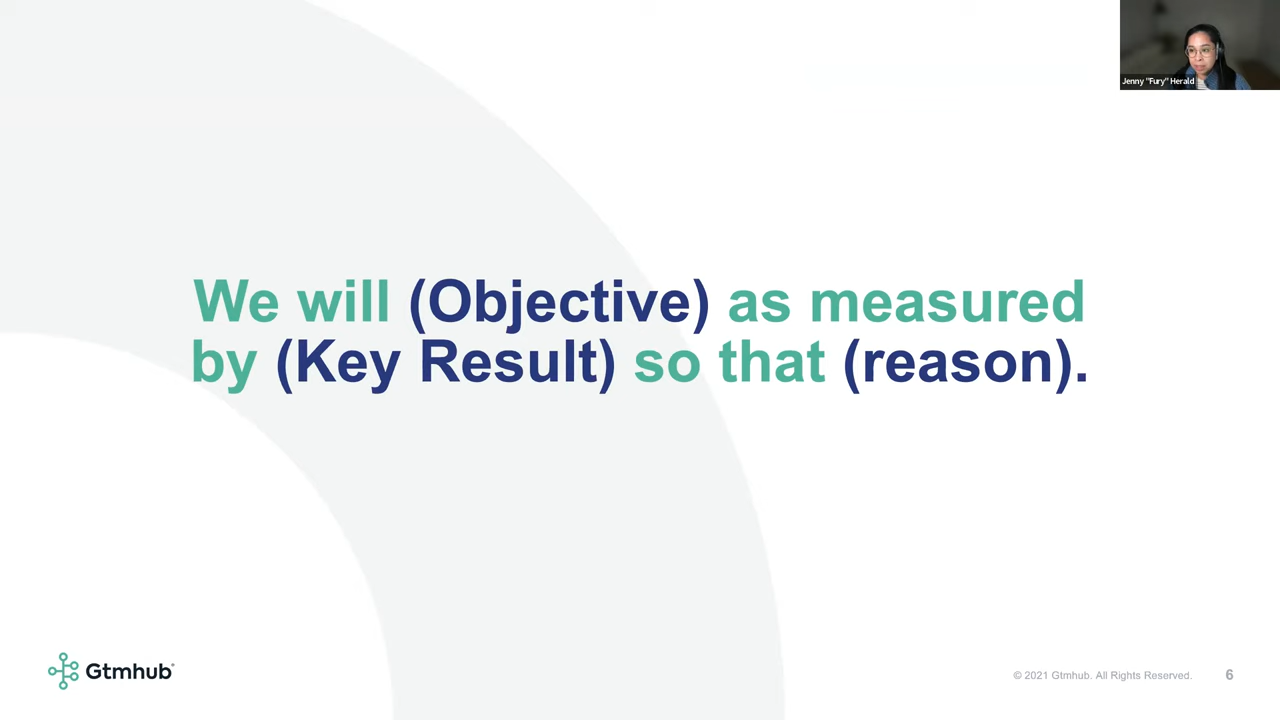 Jenny "Fury" Herald
We will (Objective) as measured
by (Key Result) so that (reason).
Gtmhub®
© 2021 Gtmhub. All Rights Reserved.
6